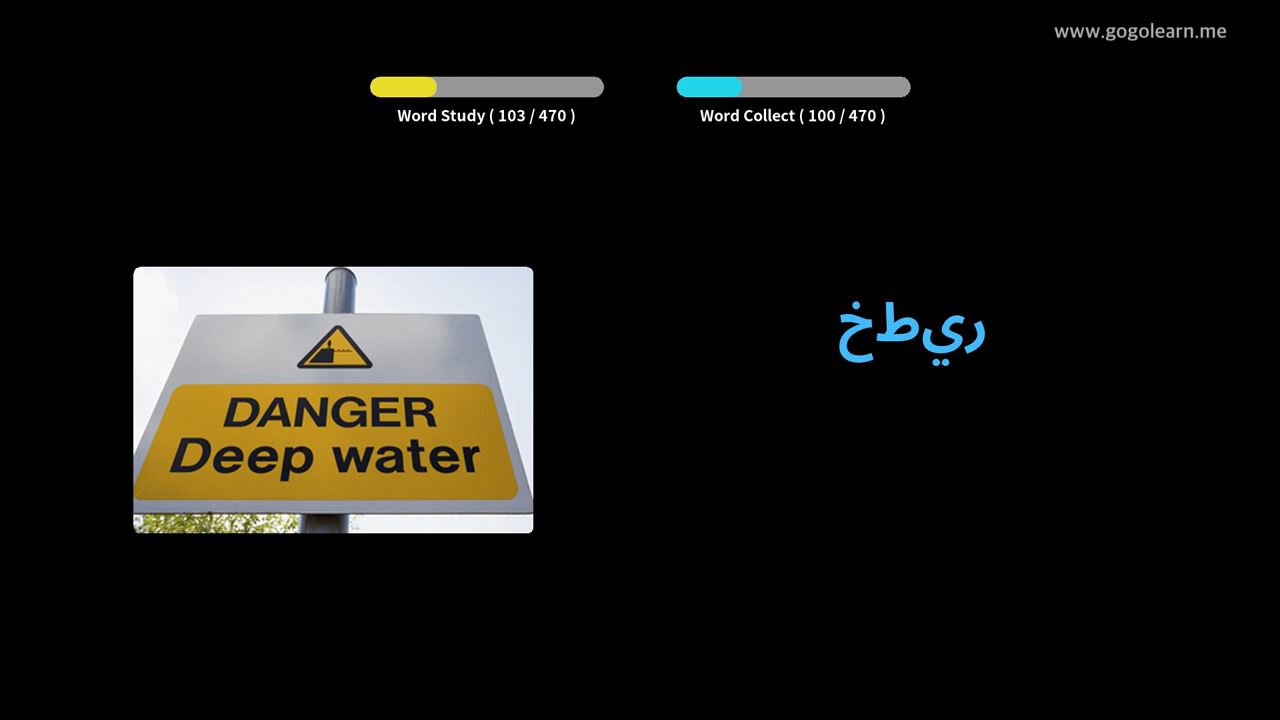 www.gogolearn.me
Word Study ( 103 / 470 )
Word Collect ( 100 / 470 )
ريطخ
DANGER
Deep water